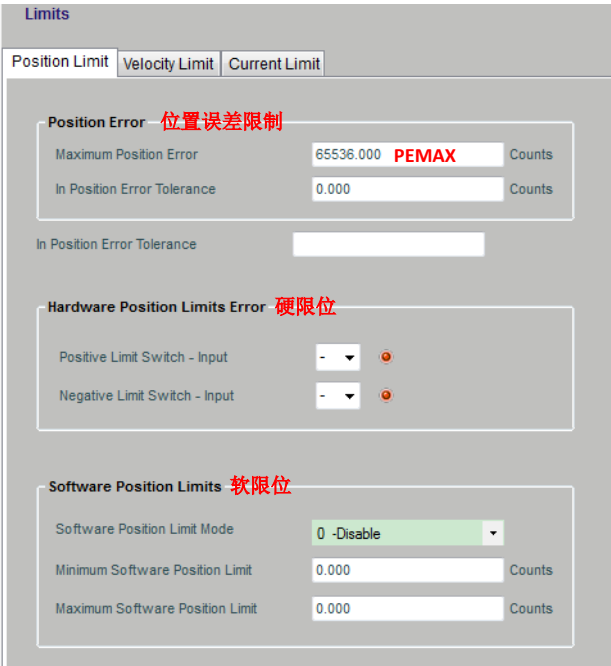 Limits
Position Limit Velocity Limit Current Limit
Position Error 位置误差限制
Maximum Position Error 65536.000 PEMAX Counts
In Position Error Tolerance 0.000 Counts
In Position Error Tolerance
Hardware Position Limits Error 硬限位
Positive Limit Switch - Input -
Negative Limit Switch - Input -
Software Position Limits 软限位
Software Position Limit Mode 0 -Disable
Minimum Software Position Limit 0.000 Counts
Maximum Software Position Limit 0.000 Counts